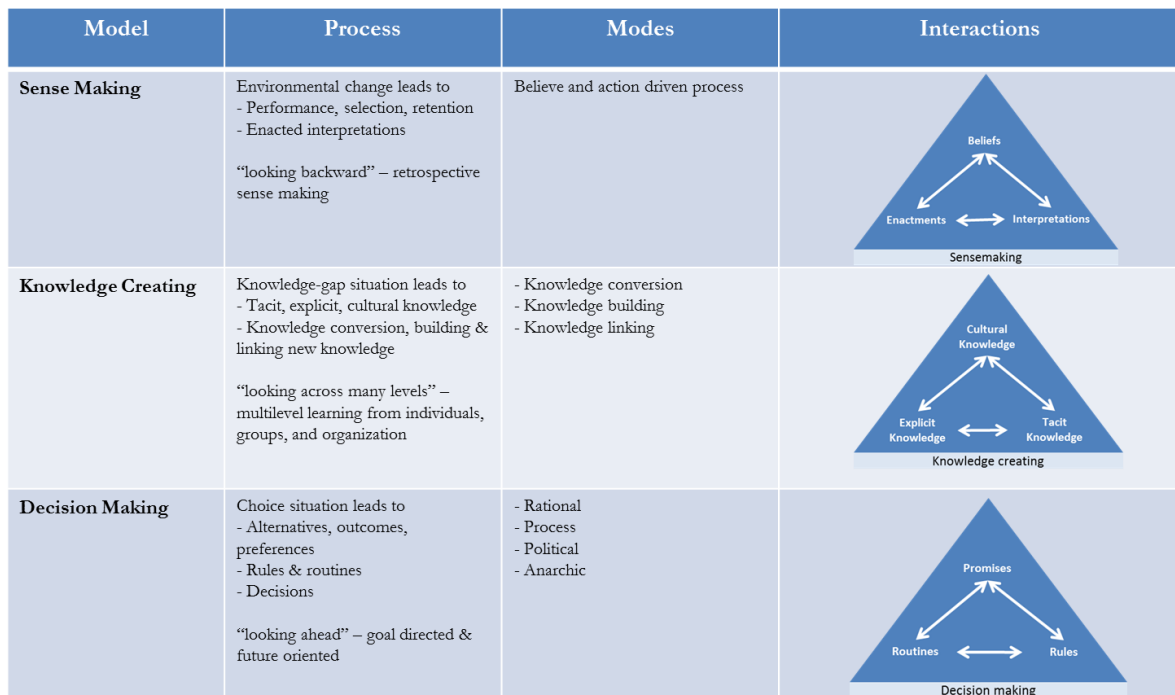 Model
Process
Modes
Interactions
Sense Making
Environmental change leads to
- Performance, selection, retention
- Enacted interpretations
“looking backward” – retrospective
sense making
Believe and action driven process
Beliefs
Enactments
Interpretations
Sensemaking
Knowledge Creating
Knowledge-gap situation leads to
- Tacit, explicit, cultural knowledge
- Knowledge conversion, building &
linking new knowledge
“looking across many levels” –
multilevel learning from individuals,
groups, and organization
- Knowledge conversion
- Knowledge building
- Knowledge linking
Cultural
Knowledge
Explicit
Knowledge
Tacit
Knowledge
Knowledge creating
Decision Making
Choice situation leads to
- Alternatives, outcomes,
preferences
- Rules & routines
- Decisions
“looking ahead” – goal directed &
future oriented
- Rational
- Process
- Political
- Anarchic
Promises
Routines
Rules
Decision making